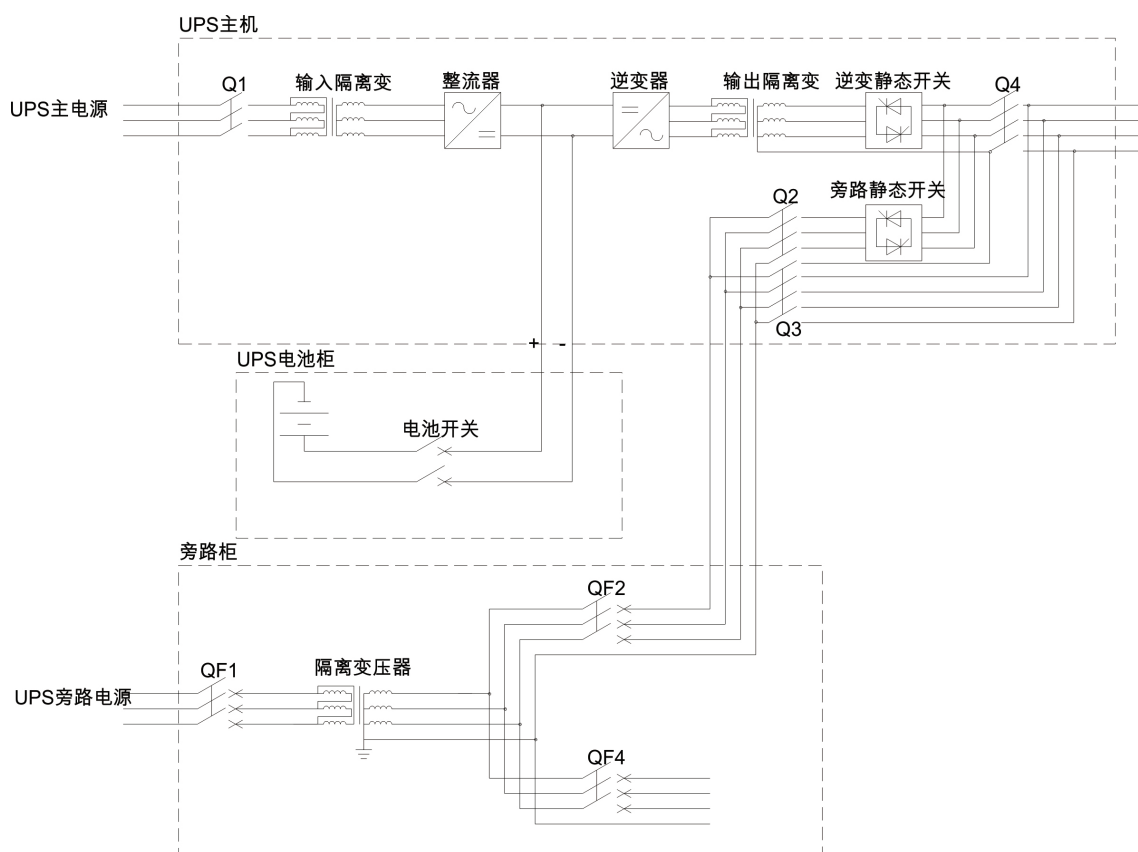 UPS主机
Q1
输入隔离变
整流器
逆变器
输出隔离变
逆变静态开关
Q4
UPS主电源
旁路静态开关
Q2
Q3
+ -
UPS电池柜
电池开关
旁路柜
QF2
QF1
隔离变压器
UPS旁路电源
QF4